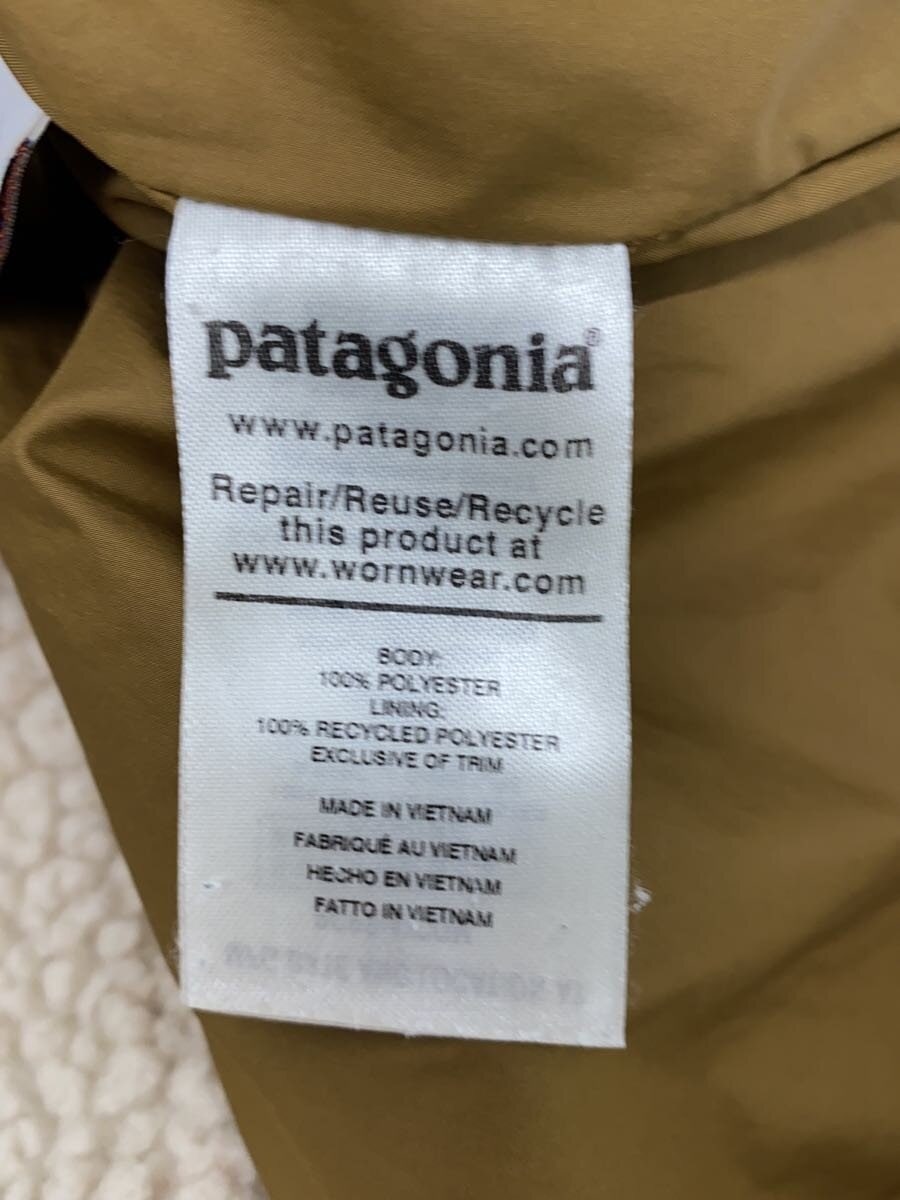 patagonia®
www.patagonia.com
Repair/Reuse/Recycle
this product at
www.wornwear.com
BODY:
100% POLYESTER
LINING:
100% RECYCLED POLYESTER
EXCLUSIVE OF TRIM
MADE IN VIETNAM
FABRIQUÉ AU VIETNAM
HECHO EN VIETNAM
FATTO IN VIETNAM